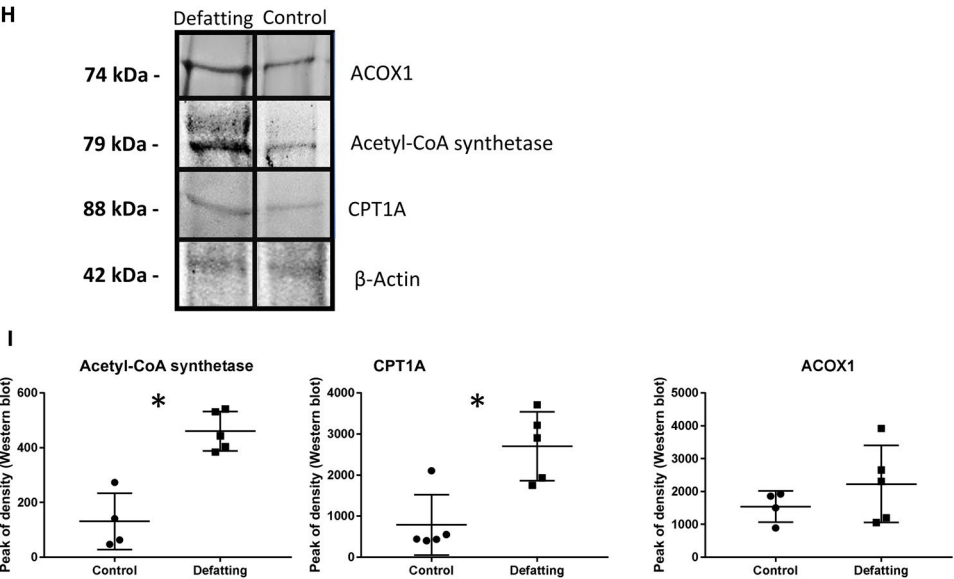 H
Defatting Control
74 kDa - ACOX1
79 kDa - Acetyl-CoA synthetase
88 kDa - CPT1A
42 kDa - β-Actin
I
Acetyl-CoA synthetase
Peak of density (Western blot)
600
400
200
0
*
Control Defatting
CPT1A
Peak of density (Western blot)
4000
3000
2000
1000
0
*
Control Defatting
ACOX1
Peak of density (Western blot)
5000
4000
3000
2000
1000
0
Control Defatting